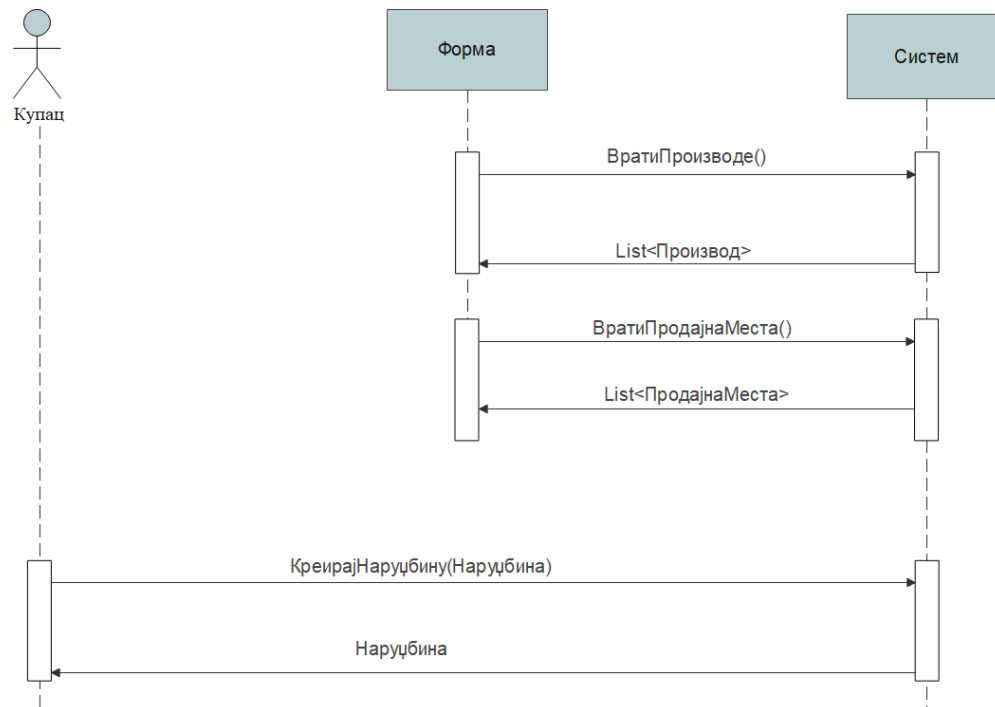 Форма
Систем
Купац
ВратиПроизводе()
List<Производ>
ВратиПродајнаМеста()
List<ПродајнаМеста>
КреирајНаруџбину(Наруџбина)
Наруџбина